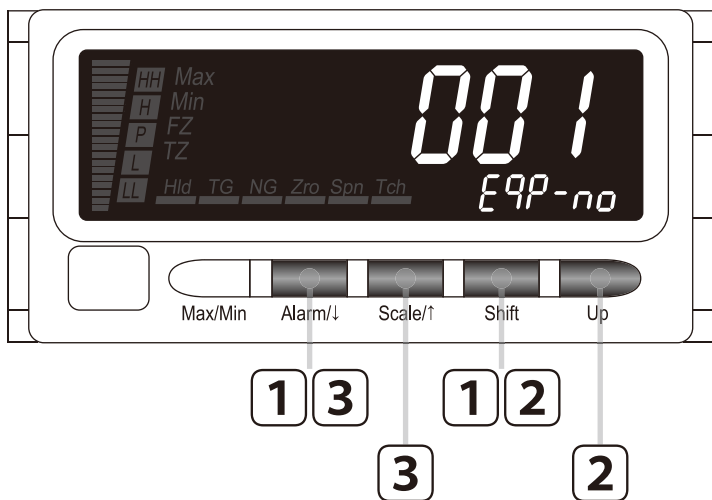 HH Max
H Min
P FZ
L TZ
LL Hld TG NG Zro Spn Tch
001
EqP-no
Max/Min Alarm/↓ Scale/↑ Shift Up
1 3 1 2
3 2